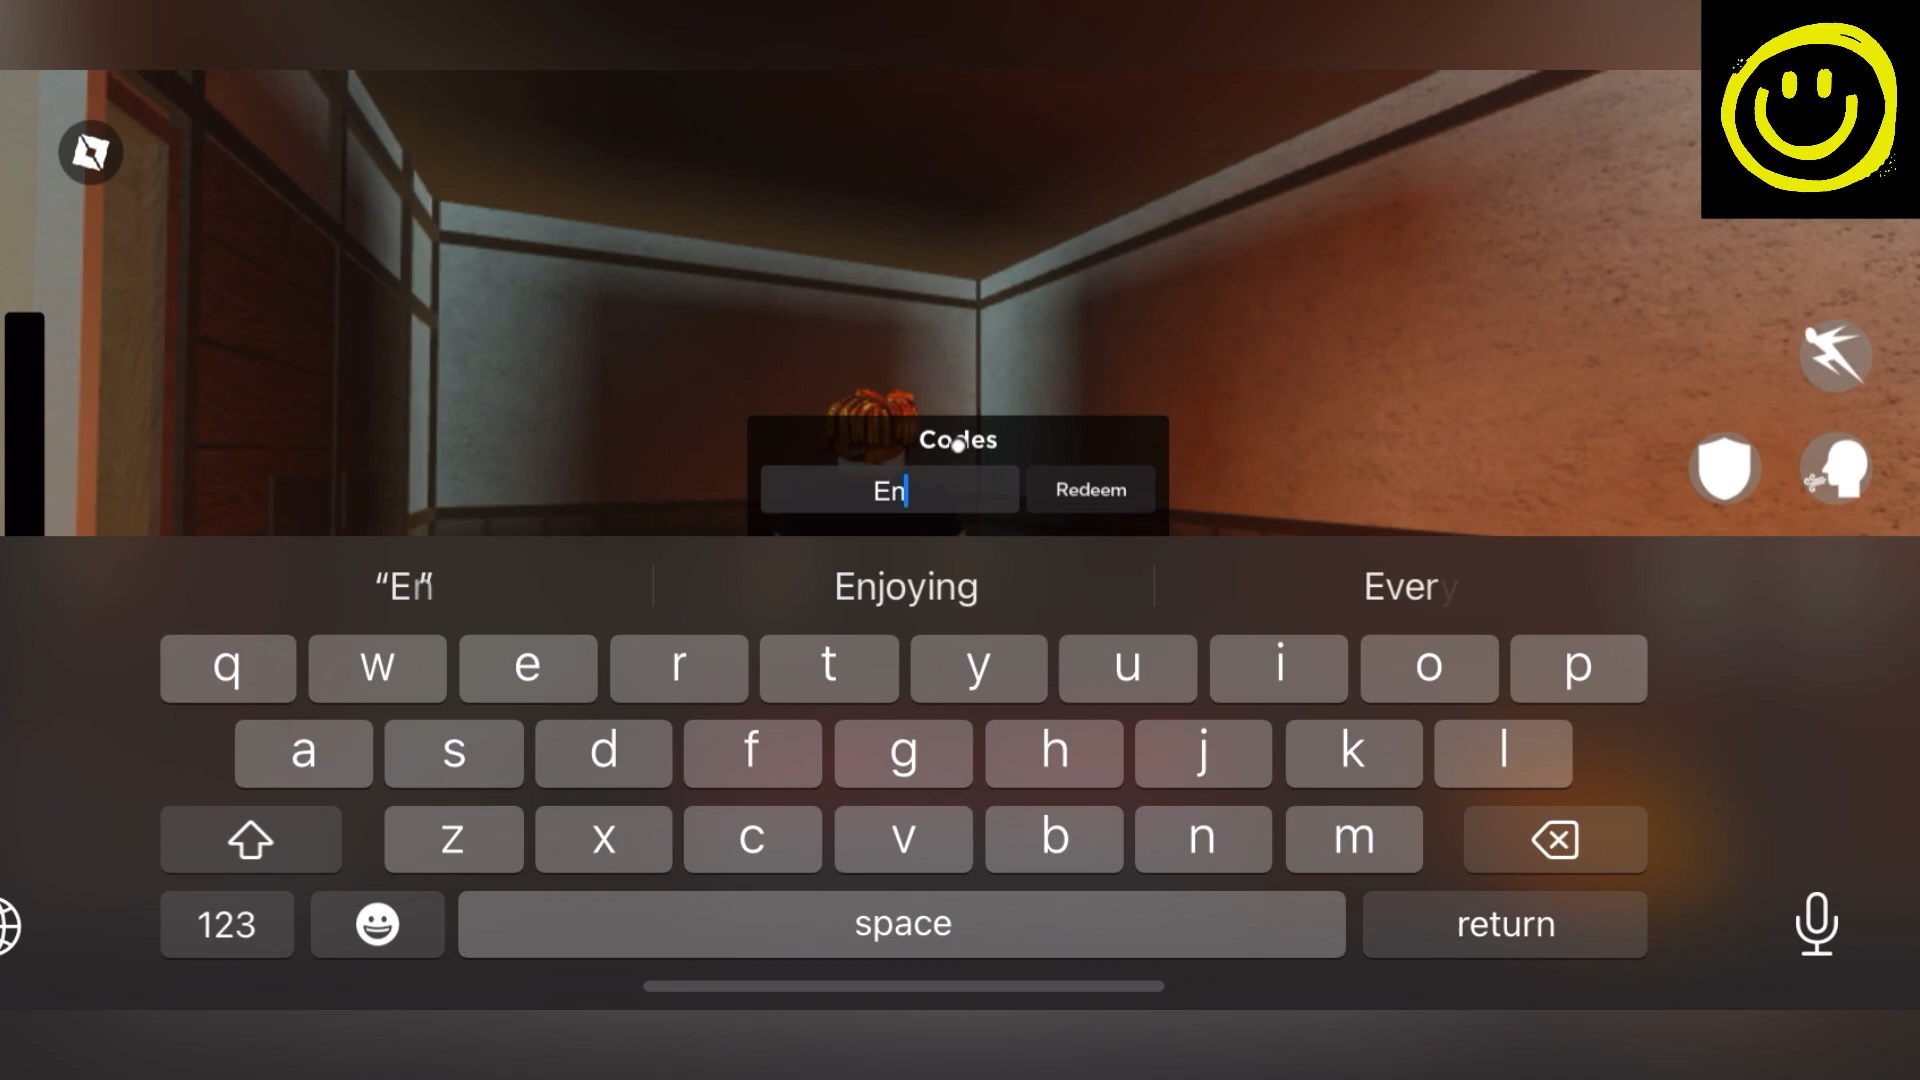 Codes
En
Redeem
“En” Enjoying Every
q w e r t y u i o p
a s d f g h j k l
z x c v b n m
123 space return